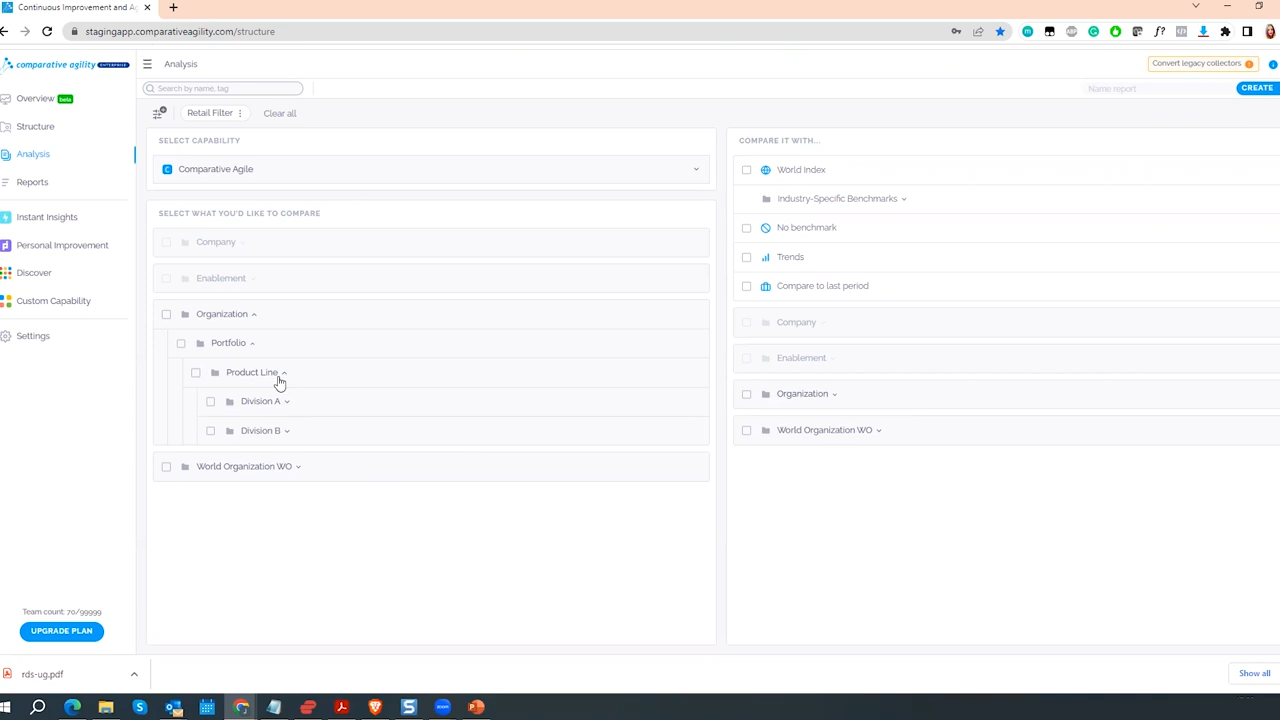 Continuous Improvement and Ag
stagingapp.comparativeagility.com/structure
comparative agility ENTERPRISE
Analysis
Convert legacy collectors
Search by name, tag
Name report
CREATE
Overview beta
Structure
Analysis
Reports
Instant Insights
Personal Improvement
Discover
Custom Capability
Settings
Team count: 70/99999
UPGRADE PLAN
Retail Filter
Clear all
SELECT CAPABILITY
Comparative Agile
SELECT WHAT YOU'D LIKE TO COMPARE
Company
Enablement
Organization
Portfolio
Product Line
Division A
Division B
World Organization WO
COMPARE IT WITH...
World Index
Industry-Specific Benchmarks
No benchmark
Trends
Compare to last period
Company
Enablement
Organization
World Organization WO
rds-ug.pdf
Show all